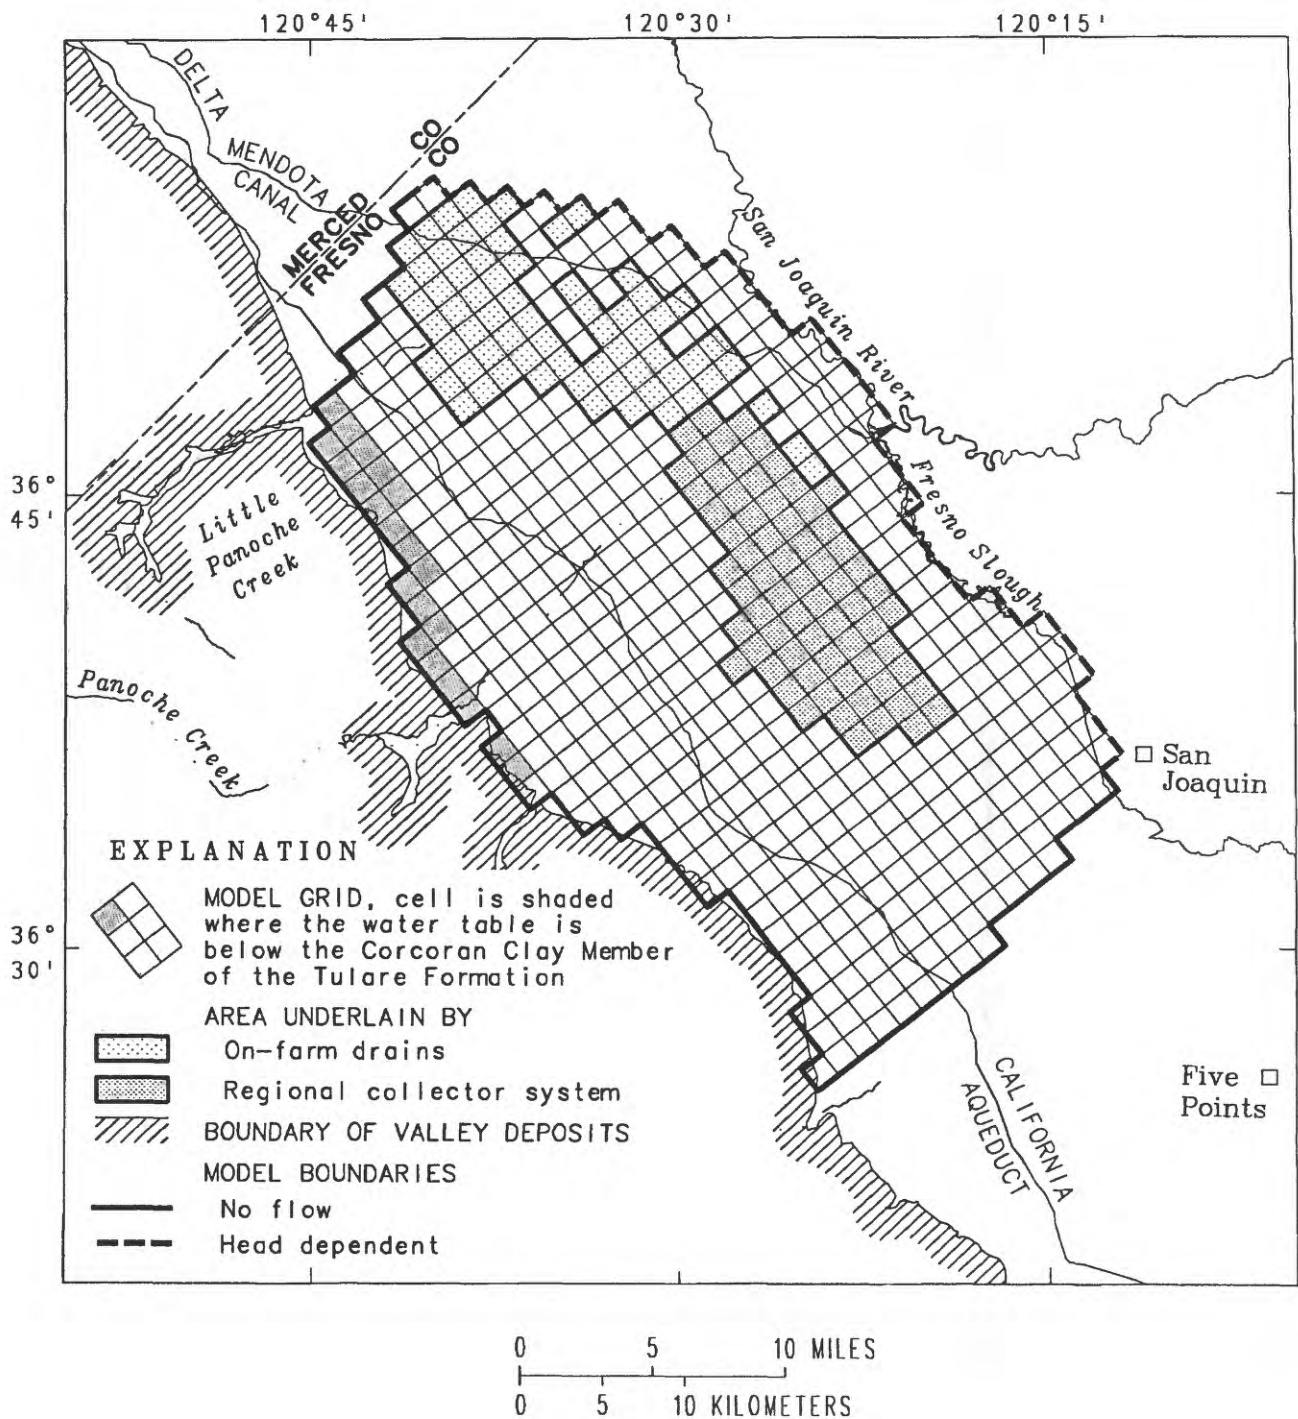 120°45' 120°30' 120°15'
DELTA
MENDOTA
CANAL
CO
CO
MERCED
FRESNO
San Joaquin River
Fresno Slough
36°
45'
Little
Panoche
Creek
Panoche Creek
San
Joaquin
EXPLANATION
MODEL GRID, cell is shaded
where the water table is
below the Corcoran Clay Member
of the Tulare Formation
36°
30'
AREA UNDERLAIN BY
On-farm drains
Regional collector system
BOUNDARY OF VALLEY DEPOSITS
MODEL BOUNDARIES
No flow
Head dependent
CALIFORNIA
AQUEDUCT
Five
Points
0 5 10 MILES
0 5 10 KILOMETERS